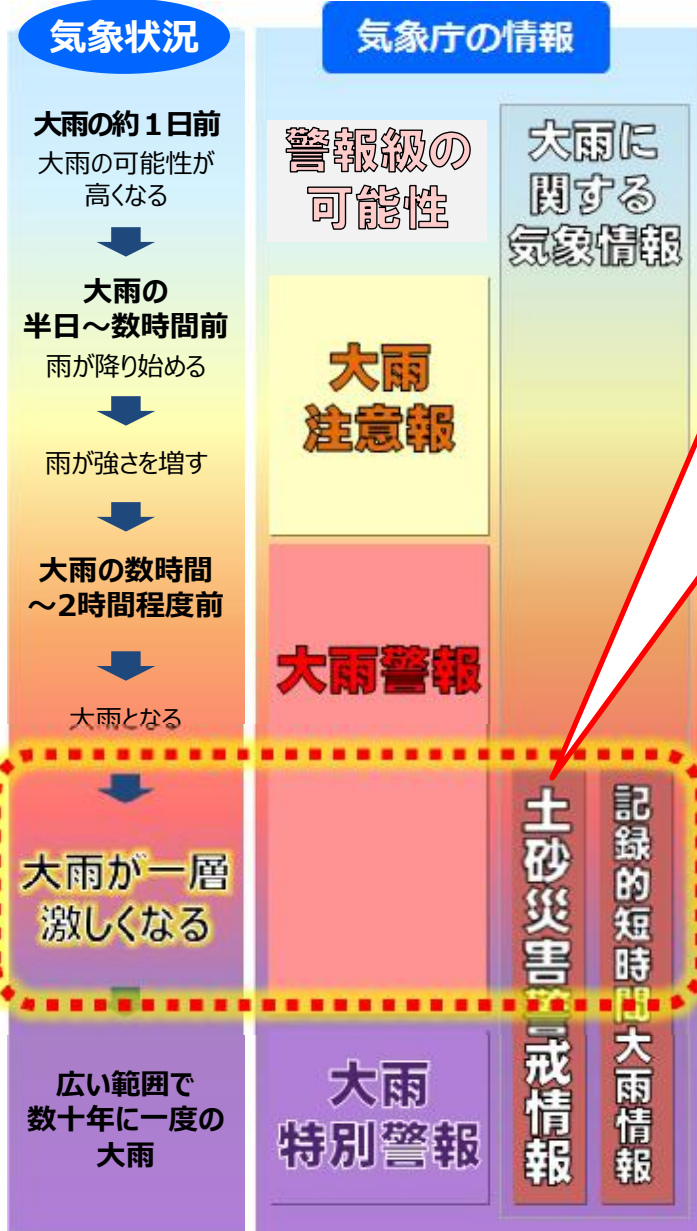 気象状況
気象庁の情報
大雨の約１日前
大雨の可能性が
高くなる
大雨の
半日～数時間前
雨が降り始める
雨が強さを増す
大雨の数時間
～2時間程度前
大雨となる
大雨が一層
激しくなる
広い範囲で
数十年に一度の
大雨
警報級の
可能性
大雨
注意報
大雨警報
大雨
特別警報
大雨に
関する
気象情報
土砂災害警戒情報
記録的短時間大雨情報